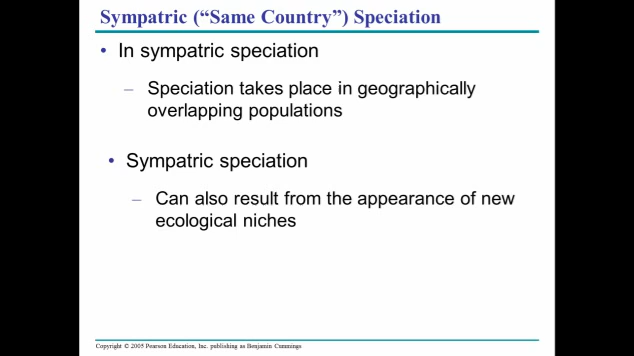 Sympatric (“Same Country”) Speciation
• In sympatric speciation
– Speciation takes place in geographically
overlapping populations
• Sympatric speciation
– Can also result from the appearance of new
ecological niches
Copyright © 2005 Pearson Education, Inc. publishing as Benjamin Cummings